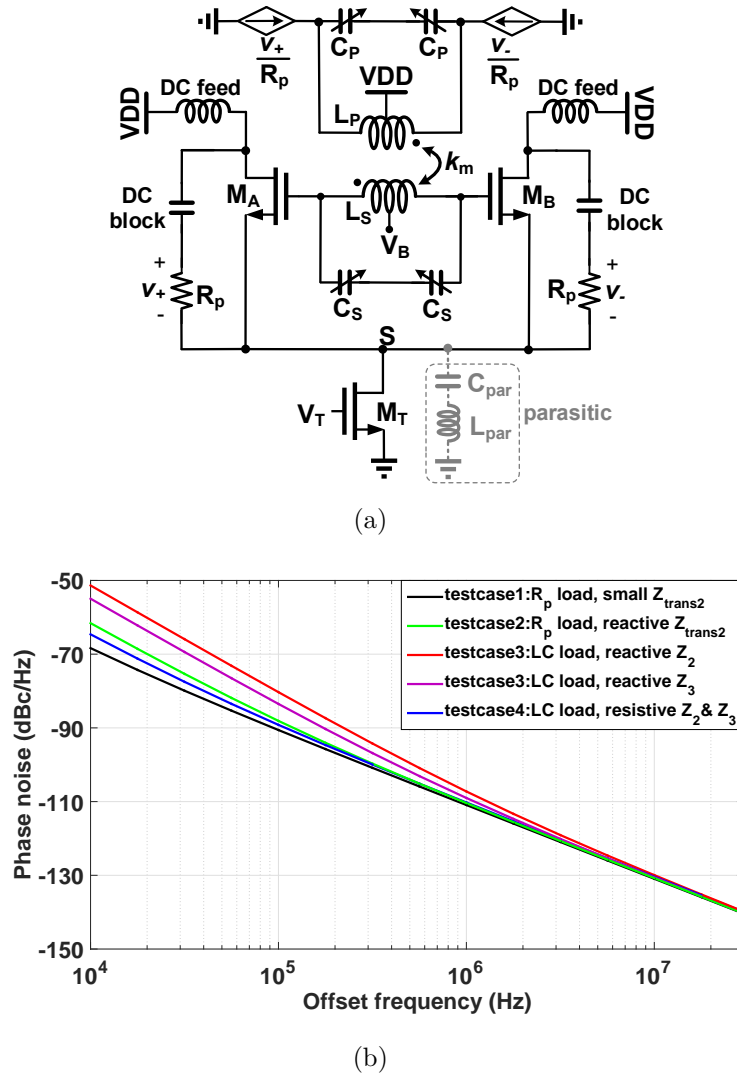 v+
Rp
CP
CP
v-
Rp
VDD
DC feed
DC feed
VDD
VDD
LP
km
DC
block
MA
LS
MB
DC
block
VB
+
v+
-
Rp
CS
CS
Rp
+
v-
-
S
VT
MT
Cpar
Lpar
parasitic
(a)
Phase noise (dBc/Hz)
-50
-70
-90
-110
-130
-150
testcase1:Rp load, small Ztrans2
testcase2:Rp load, reactive Ztrans2
testcase3:LC load, reactive Z2
testcase3:LC load, reactive Z3
testcase4:LC load, resistive Z2& Z3
10^4
10^5
10^6
10^7
Offset frequency (Hz)
(b)